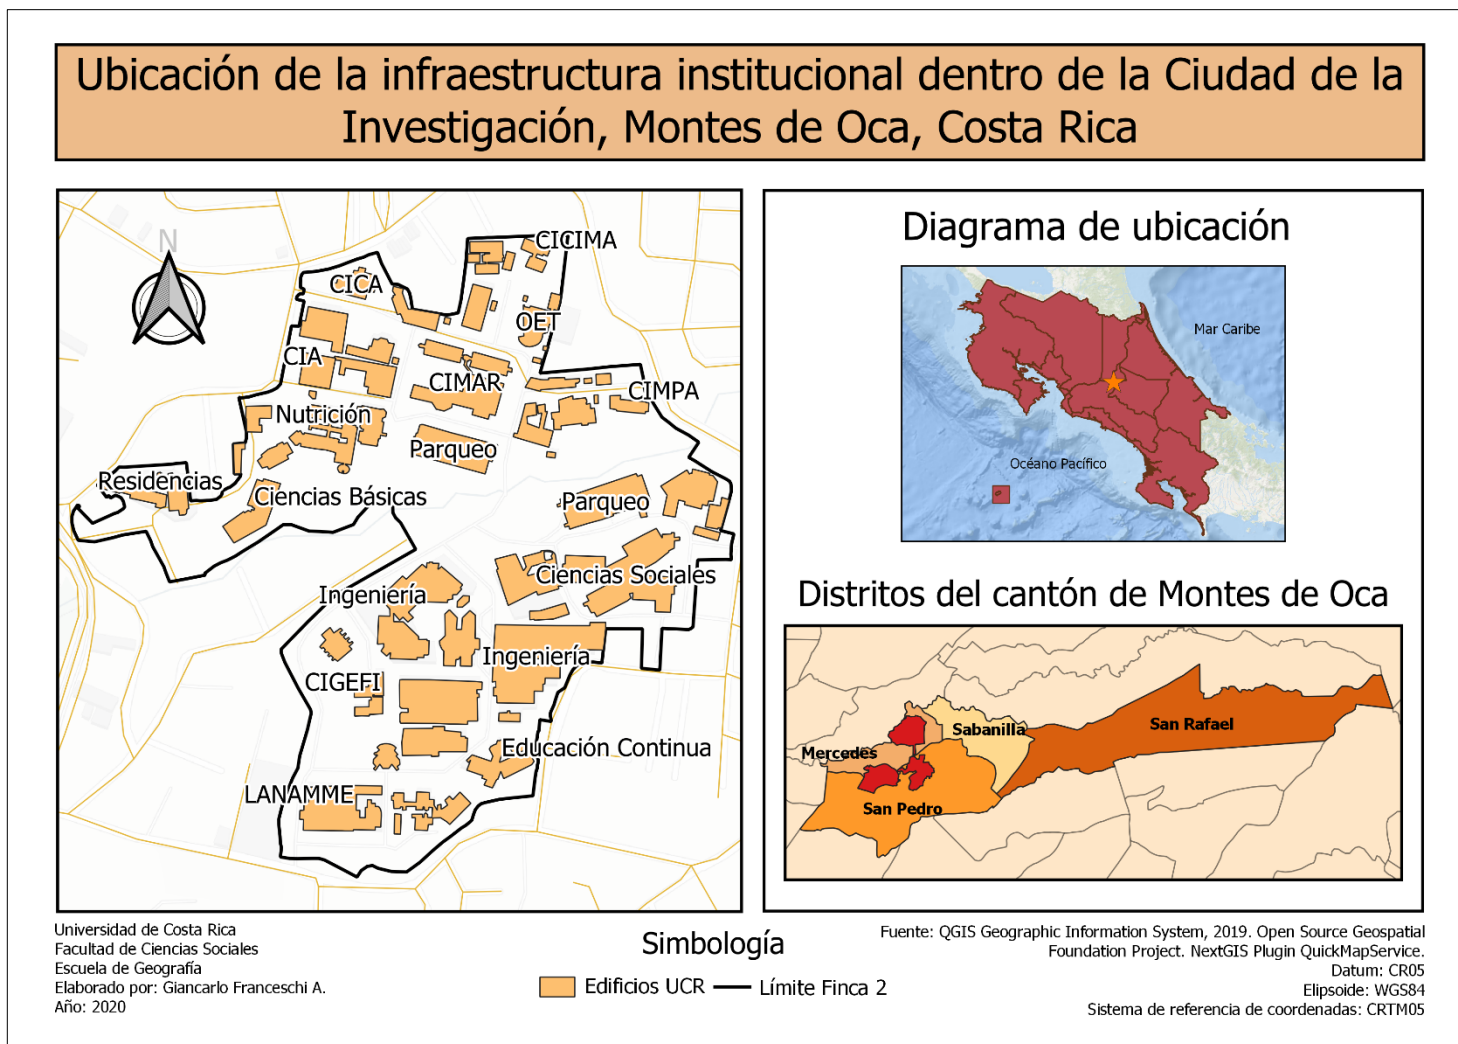 Ubicación de la infraestructura institucional dentro de la Ciudad de la
Investigación, Montes de Oca, Costa Rica
N
CICIMA
CICA
OET
CIA
CIMAR
CIMPA
Nutrición
Parqueo
Residencias
Ciencias Básicas
Parqueo
Ciencias Sociales
Ingeniería
Ingeniería
CIGEFI
Educación Continua
LANAMME
Diagrama de ubicación
Mar Caribe
Océano Pacífico
Distritos del cantón de Montes de Oca
San Rafael
Sabanilla
Mercedes
San Pedro
Universidad de Costa Rica
Facultad de Ciencias Sociales
Escuela de Geografía
Elaborado por: Giancarlo Franceschi A.
Año: 2020
Simbología
Edificios UCR
Límite Finca 2
Fuente: QGIS Geographic Information System, 2019. Open Source Geospatial
Foundation Project. NextGIS Plugin QuickMapService.
Datum: CR05
Elipsoide: WGS84
Sistema de referencia de coordenadas: CRTM05